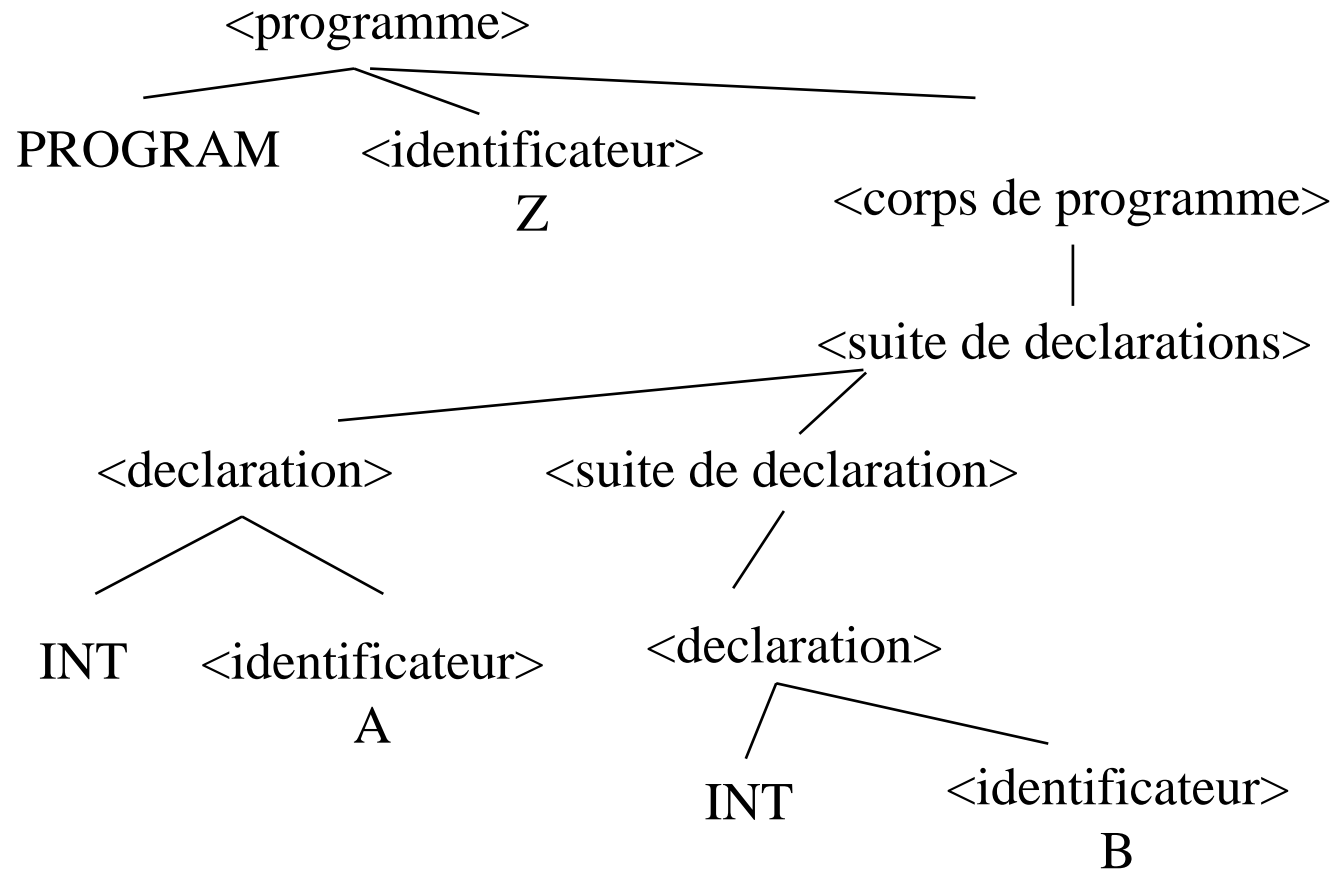 <programme>
PROGRAM <identificateur>
Z
<corps de programme>
<suite de declarations>
<declaration> <suite de declaration>
INT <identificateur>
A
<declaration>
INT <identificateur>
B